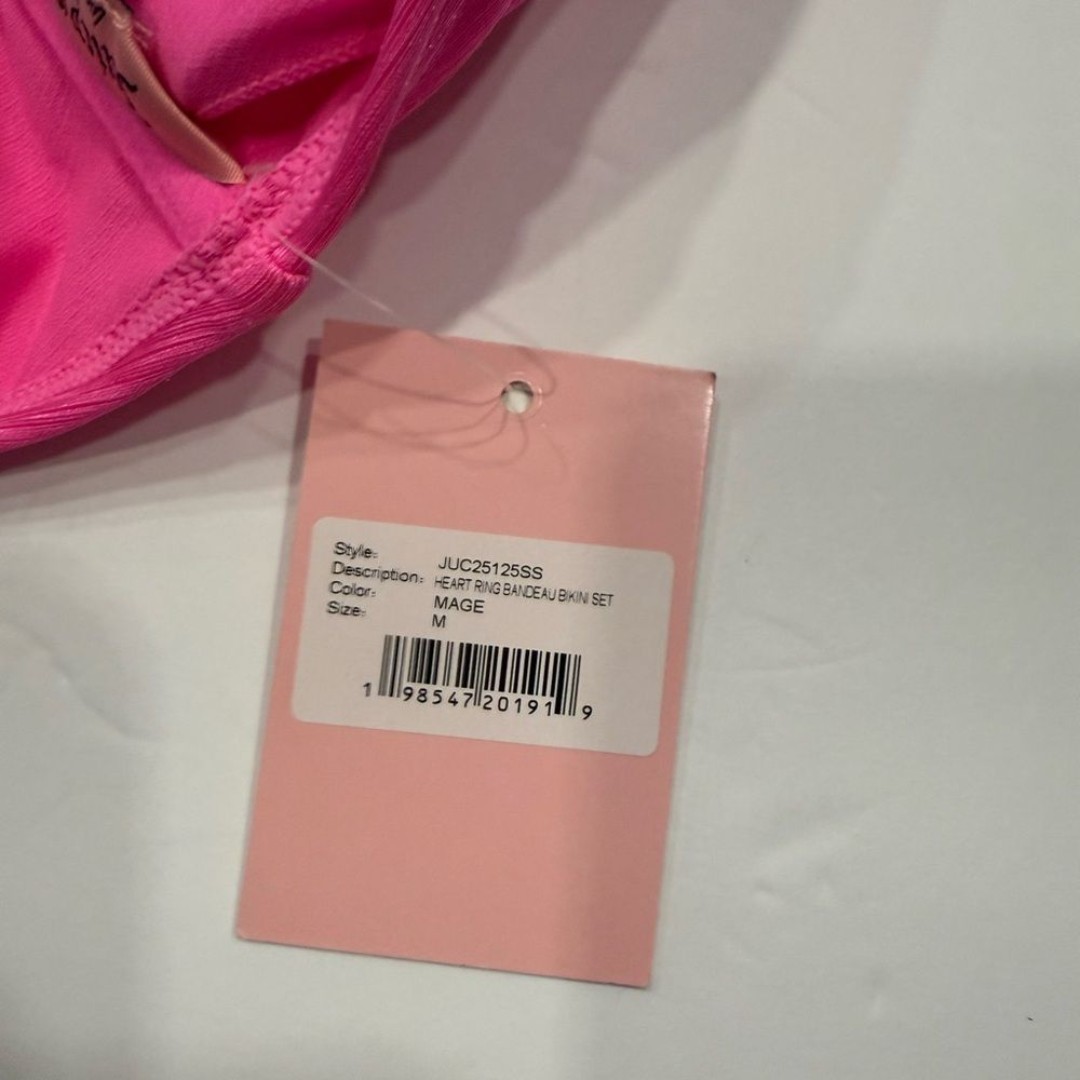 Style: JUC25125SS
Description: HEART RING BANDEAU BIKINI SET
Color: MAGE
Size: M
1 98547 20191 9